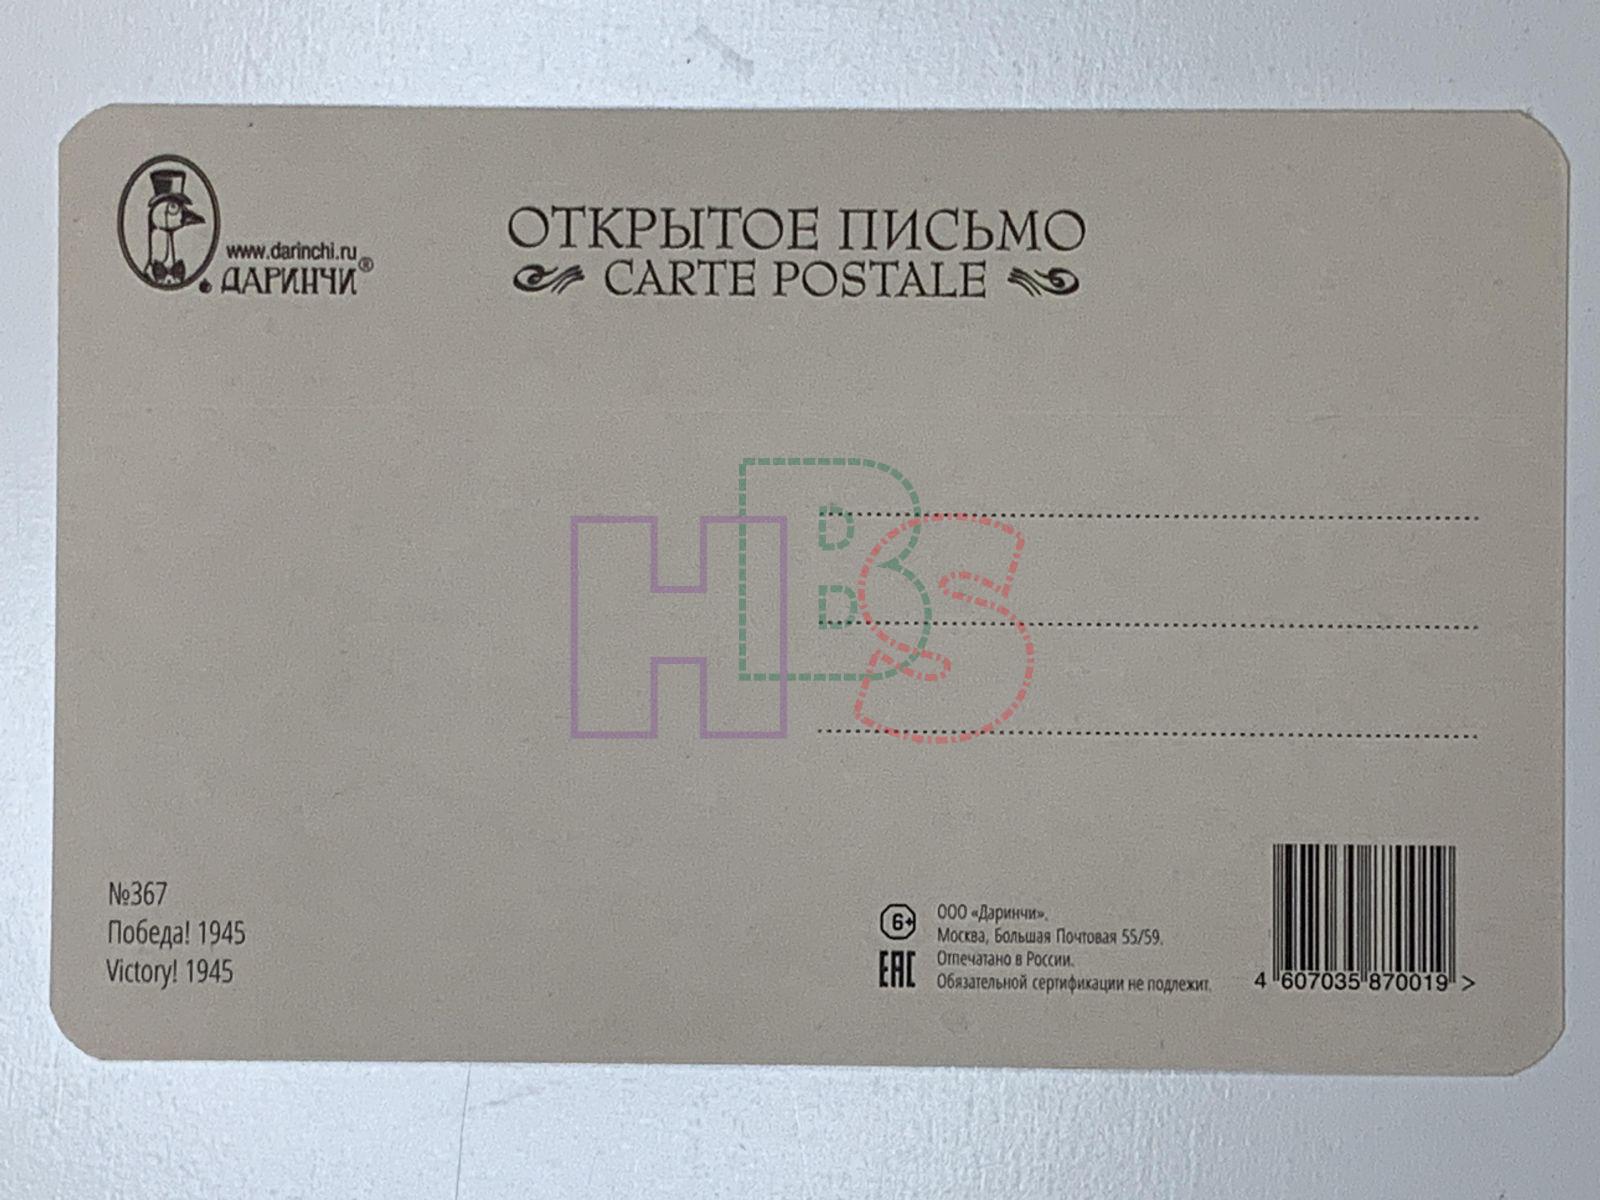 www.darinchi.ru
ДАРИНЧИ®
ОТКРЫТОЕ ПИСЬМО
CARTE POSTALE
HBS
№367
Победа! 1945
Victory! 1945
6+
ООО «Даринчи».
Москва, Большая Почтовая 55/59.
EAC
Отпечатано в России.
Обязательной сертификации не подлежит.
4 607035 870019 >